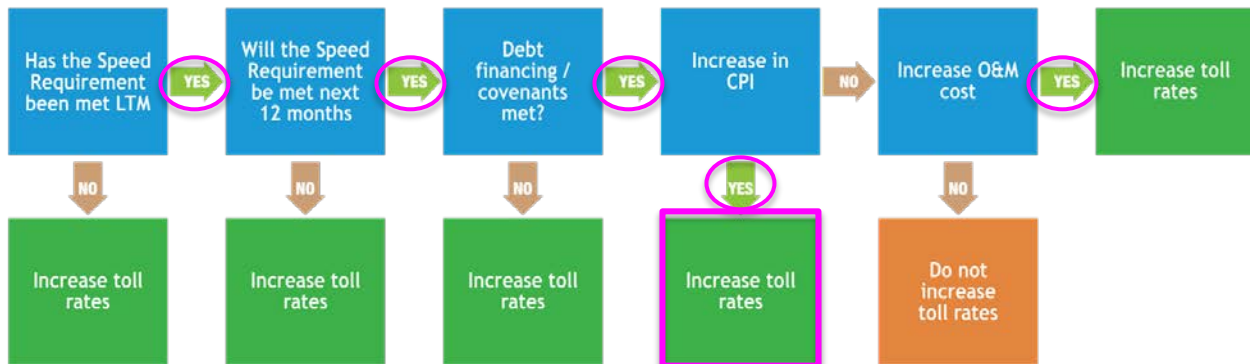 Has the Speed
Requirement
been met LTM
YES
Will the Speed
Requirement
be met next
12 months
YES
Debt
financing /
covenants
met?
YES
Increase in
CPI
NO
Increase O&M
cost
YES
Increase toll
rates
NO
NO
NO
YES
NO
Increase toll
rates
Increase toll
rates
Increase toll
rates
Increase toll
rates
Do not
increase
toll rates